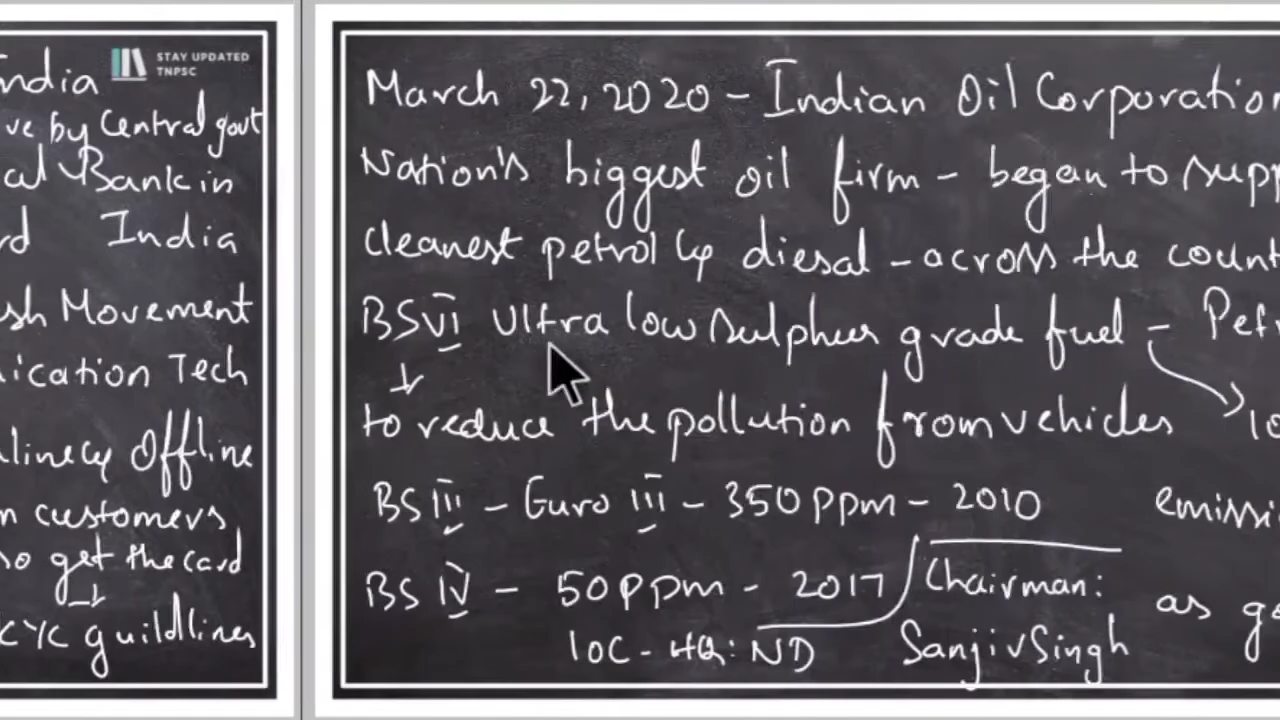 STAY UPDATED
TNPSC
India
ve by Central govt
al Bank in
rd India
sh Movement
ication Tech
line & Offline
n customers
so get the card
KYC guildlines
March 22, 2020 - Indian Oil Corporation
Nation's biggest oil firm - began to supp
cleanest petrol & diesal - across the count
BSVI Ultra low sulphur grade fuel - Pet
to reduce the pollution from vehicles 10
BS III - Euro III - 350 ppm - 2010 emissi
BS IV - 50 ppm - 2017 Chairman: as go
IOC - HQ: ND Sanjiv Singh